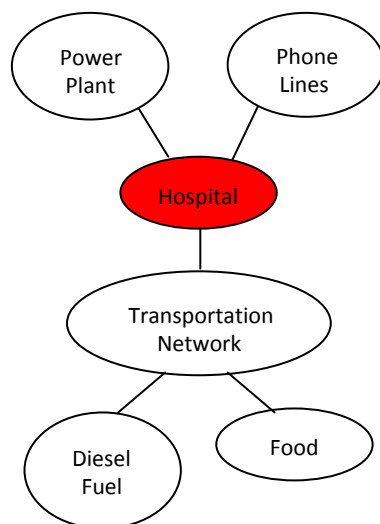 Power
Plant
Phone
Lines
Hospital
Transportation
Network
Diesel
Fuel
Food